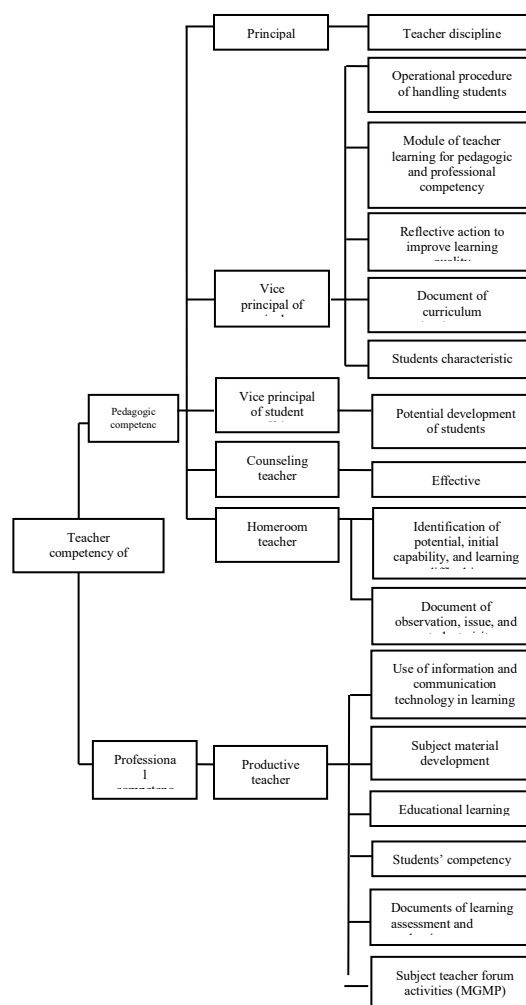 Principal
Teacher discipline
Operational procedure
of handling students
Module of teacher
learning for pedagogic
and professional
competency
Reflective action to
improve learning
Vice
principal of
Document of
curriculum
Students characteristic
Vice principal
of student
Potential development
of students
Pedagogic
competenc
Counseling
teacher
Effective
Homeroom
teacher
Identification of
potential, initial
capability, and learning
Teacher
competency of
Document of
observation, issue, and
Use of information and
communication
technology in learning
Professiona
l
Productive
teacher
Subject material
development
Educational learning
Students' competency
Documents of learning
assessment and
Subject teacher forum
activities (MGMP)